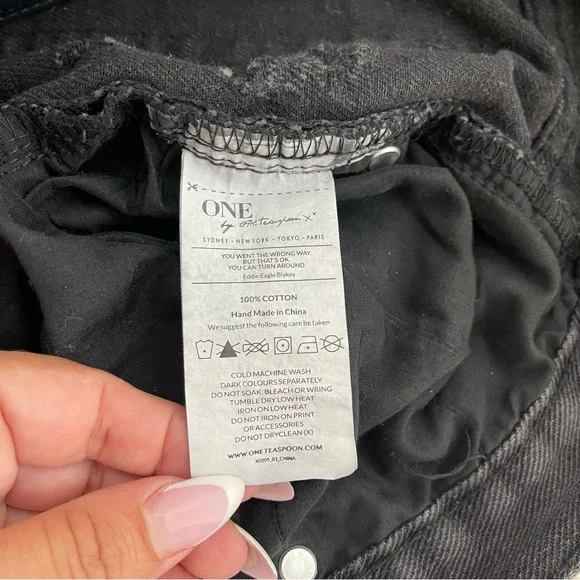 ONE
by one teaspoon X
SYDNEY - NEW YORK - TOKYO - PARIS
YOU WENT THE WRONG WAY.
BUT THAT'S OK.
YOU CAN TURN AROUND.
Eddie Eagle Blakey
100% COTTON
Hand Made in China
We suggest the following care be taken
COLD MACHINE WASH
DARK COLOURS SEPARATELY
DO NOT SOAK, BLEACH OR WRING
TUMBLE DRY LOW HEAT
IRON ON LOW HEAT
DO NOT IRON ON PRINT
OR ACCESSORIES
DO NOT DRYCLEAN (X)
WWW.ONETEASPOON.COM
X0205_B1_CHINA